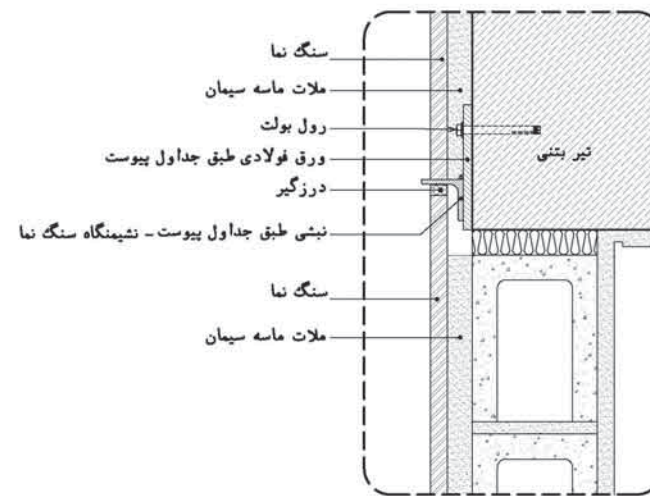 سنگ نما
ملات ماسه سیمان
رول بولت
تیر بتنی
ورق فولادی طبق جداول پیوست
درزگیر
نبشی طبق جداول پیوست - نشیمنگاه سنگ نما
سنگ نما
ملات ماسه سیمان